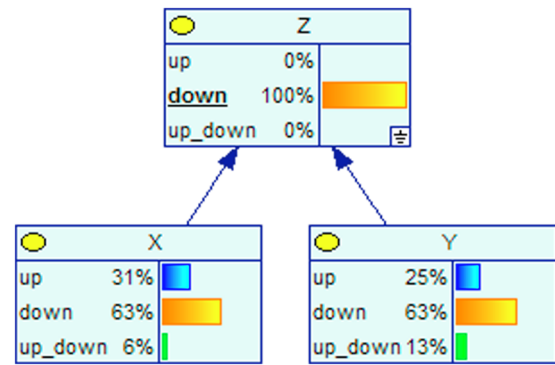 Z
up 0%
down 100%
up_down 0%
X
up 31%
down 63%
up_down 6%
Y
up 25%
down 63%
up_down 13%